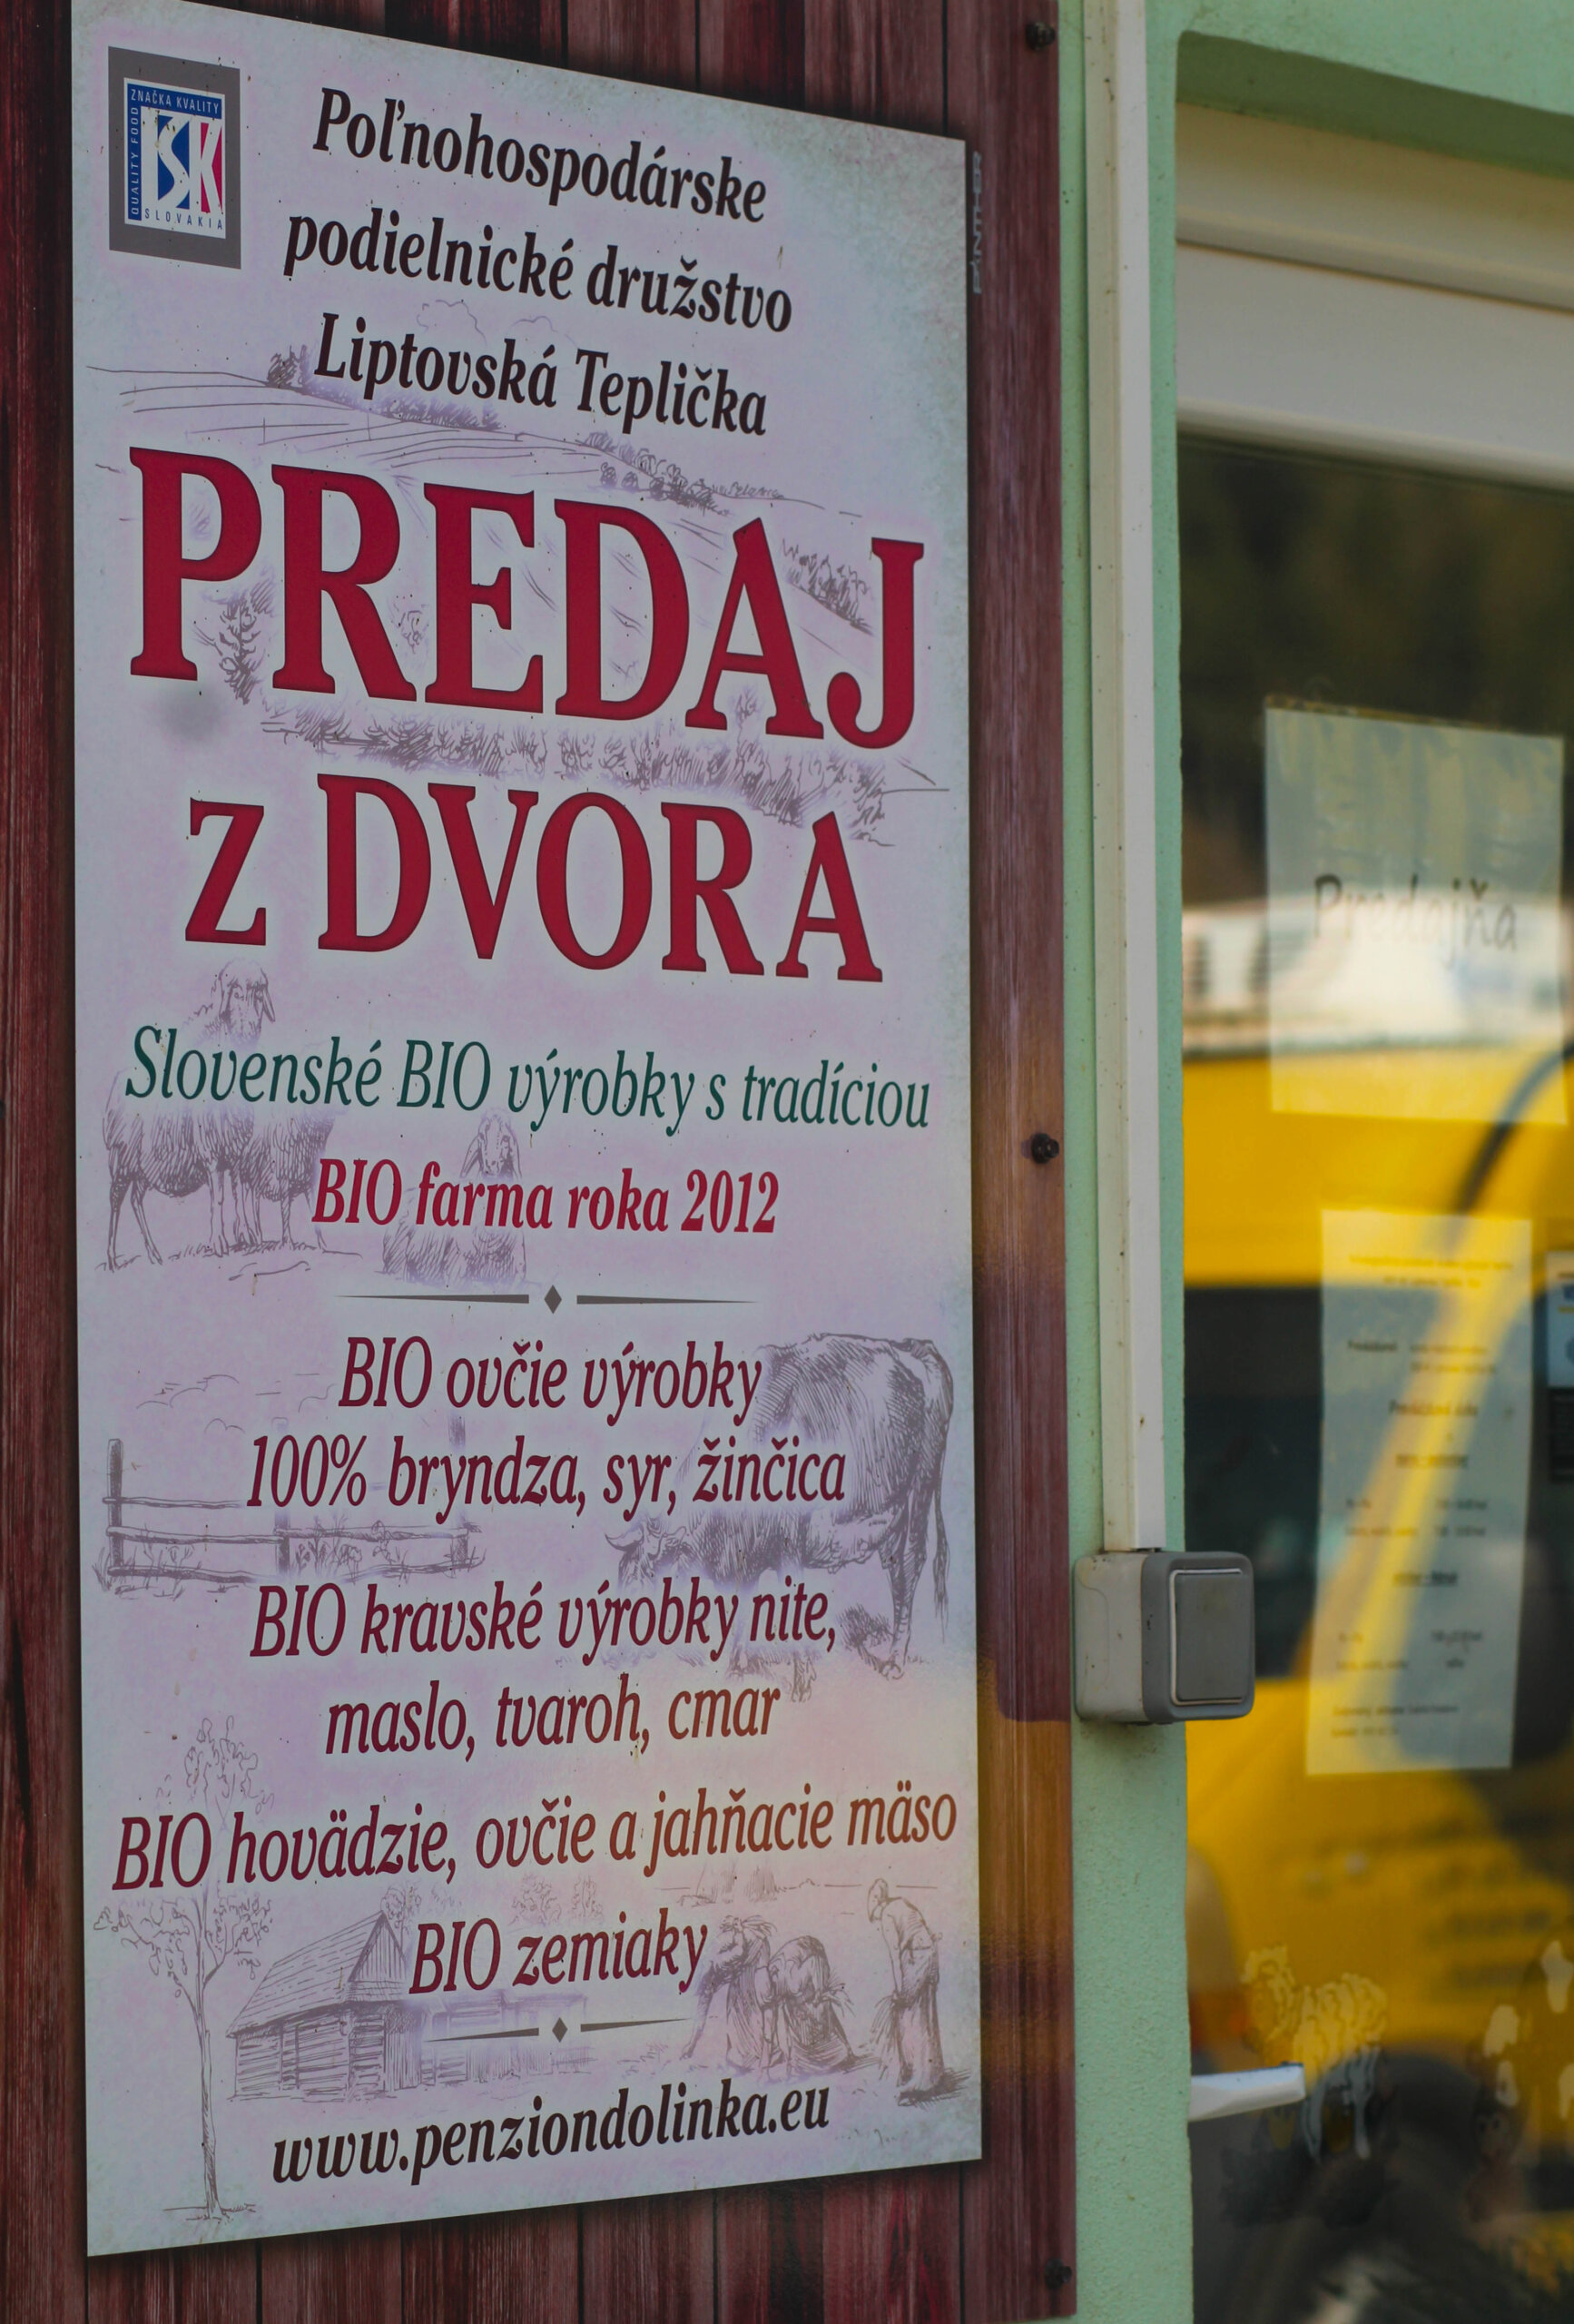 ZNAČKA KVALITY
QUALITY FOOD
SK
SLOVAKIA
Poľnohospodárske
podielnické družstvo
Liptovská Teplička
PREDAJ
z DVORA
Slovenské BIO výrobky s tradíciou
BIO farma roka 2012
BIO ovčie výrobky
100% bryndza, syr, žinčica
BIO kravské výrobky nite,
maslo, tvaroh, cmar
BIO hovädzie, ovčie a jahňacie mäso
BIO zemiaky
www.penziondolinka.eu
Predajňa